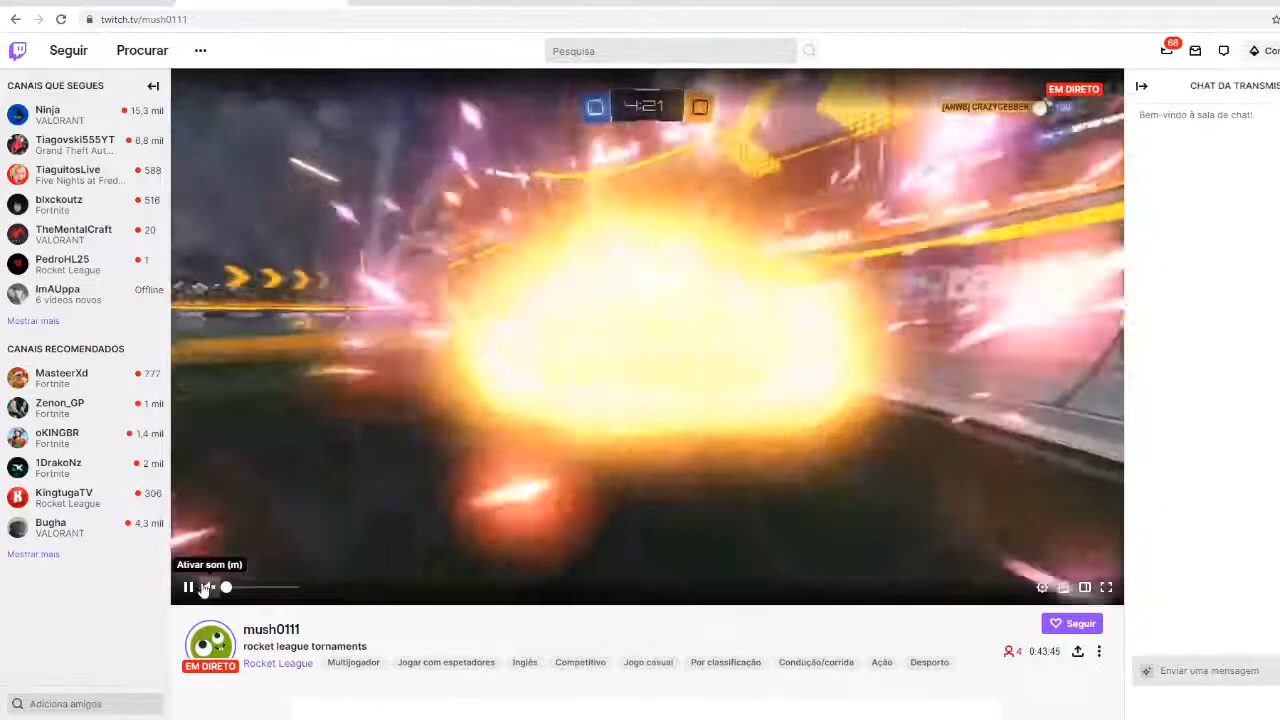 twitch.tv/mush0111
Seguir
Procurar
Pesquisa
68
CANAIS QUE SEGUES
Ninja
15,3 mil
VALORANT
Tiagovski555YT
6,8 mil
Grand Theft Aut...
TiaguitosLive
588
Five Nights at Fred...
blxckoutz
516
Fortnite
TheMentalCraft
20
VALORANT
PedroHL25
1
Rocket League
ImAUppa
Offline
6 vídeos novos
Mostrar mais
CANAIS RECOMENDADOS
MasteerXd
777
Fortnite
Zenon_GP
1 mil
Fortnite
oKINGBR
1,4 mil
Fortnite
1DrakoNz
2 mil
Fortnite
KingtugaTV
306
Rocket League
Bugha
4,3 mil
VALORANT
Mostrar mais
Adiciona amigos
4:21
EM DIRETO
[ANWB] CRAZYGEBBER
100
Ativar som (m)
mush0111
rocket league tornaments
EM DIRETO
Rocket League
Multijogador
Jogar com espetadores
Inglês
Competitivo
Jogo casual
Por classificação
Condução/corrida
Ação
Desporto
Seguir
4
0:43:45
CHAT DA TRANSMIS
Bem-vindo à sala de chat!
Enviar uma mensagem